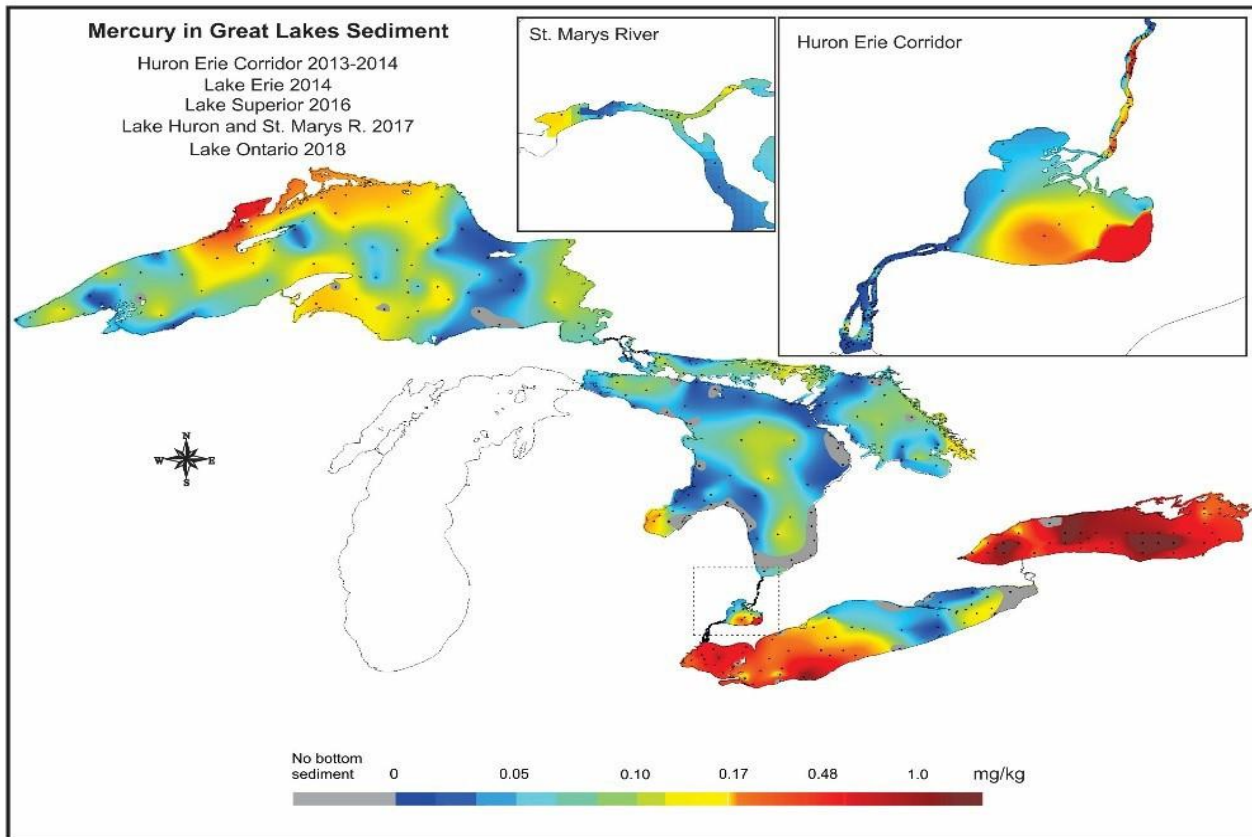 Mercury in Great Lakes Sediment
Huron Erie Corridor 2013-2014
Lake Erie 2014
Lake Superior 2016
Lake Huron and St. Marys R. 2017
Lake Ontario 2018
St. Marys River
Huron Erie Corridor
N
W E
S
No bottom
sediment 0 0.05 0.10 0.17 0.48 1.0 mg/kg